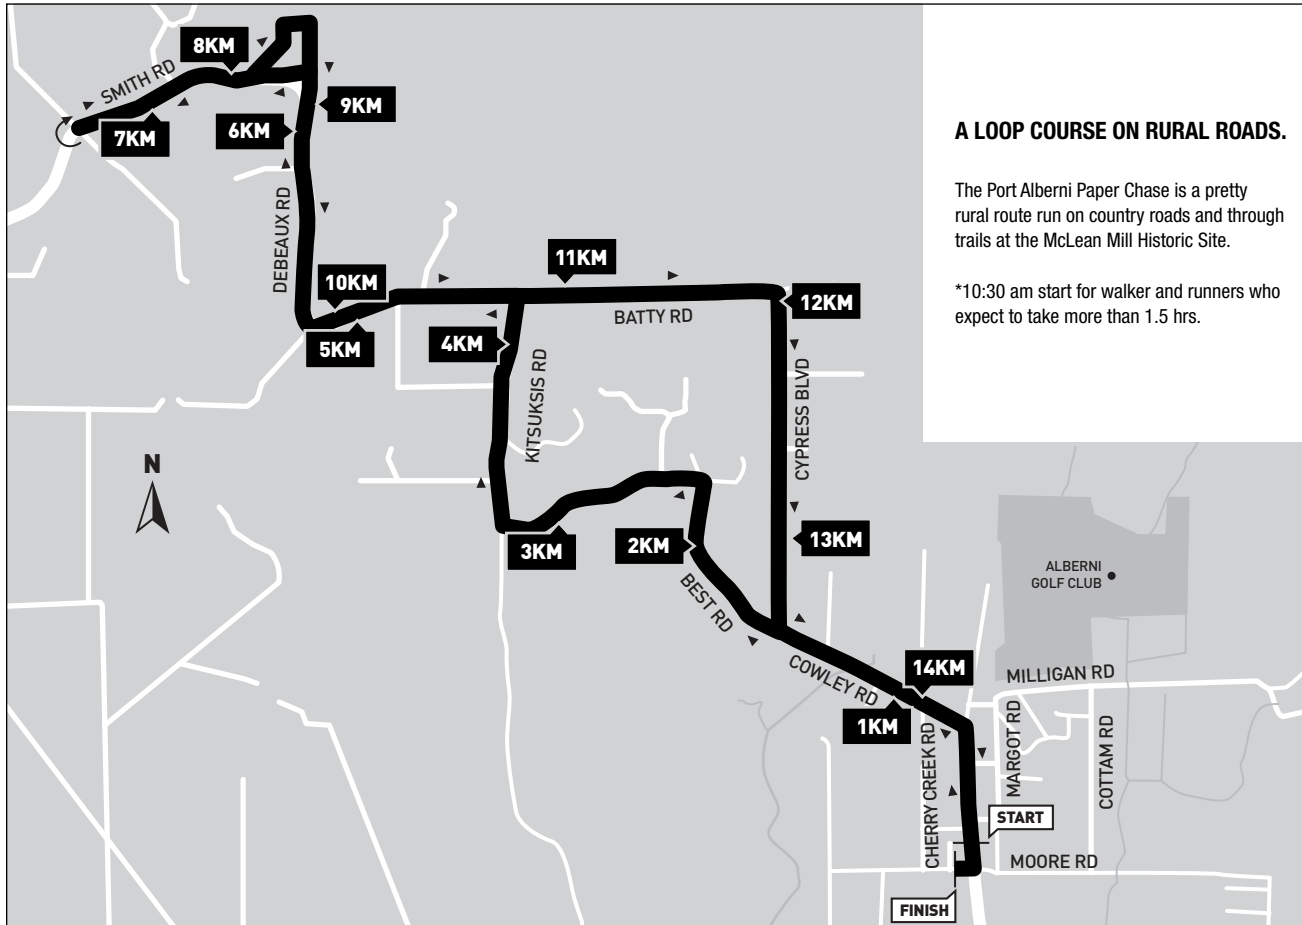 8KM
SMITH RD
9KM
7KM
6KM
A LOOP COURSE ON RURAL ROADS.
The Port Alberni Paper Chase is a pretty
rural route run on country roads and through
trails at the McLean Mill Historic Site.
*10:30 am start for walker and runners who
expect to take more than 1.5 hrs.
DEBEAUX RD
11KM
10KM
12KM
BATTY RD
5KM
4KM
KITSUKSIS RD
CYPRESS BLVD
N
3KM
2KM
13KM
BEST RD
ALBERNI
GOLF CLUB
COWLEY RD
14KM
MILLIGAN RD
1KM
CHERRY CREEK RD
MARGOT RD
COTTAM RD
START
MOORE RD
FINISH